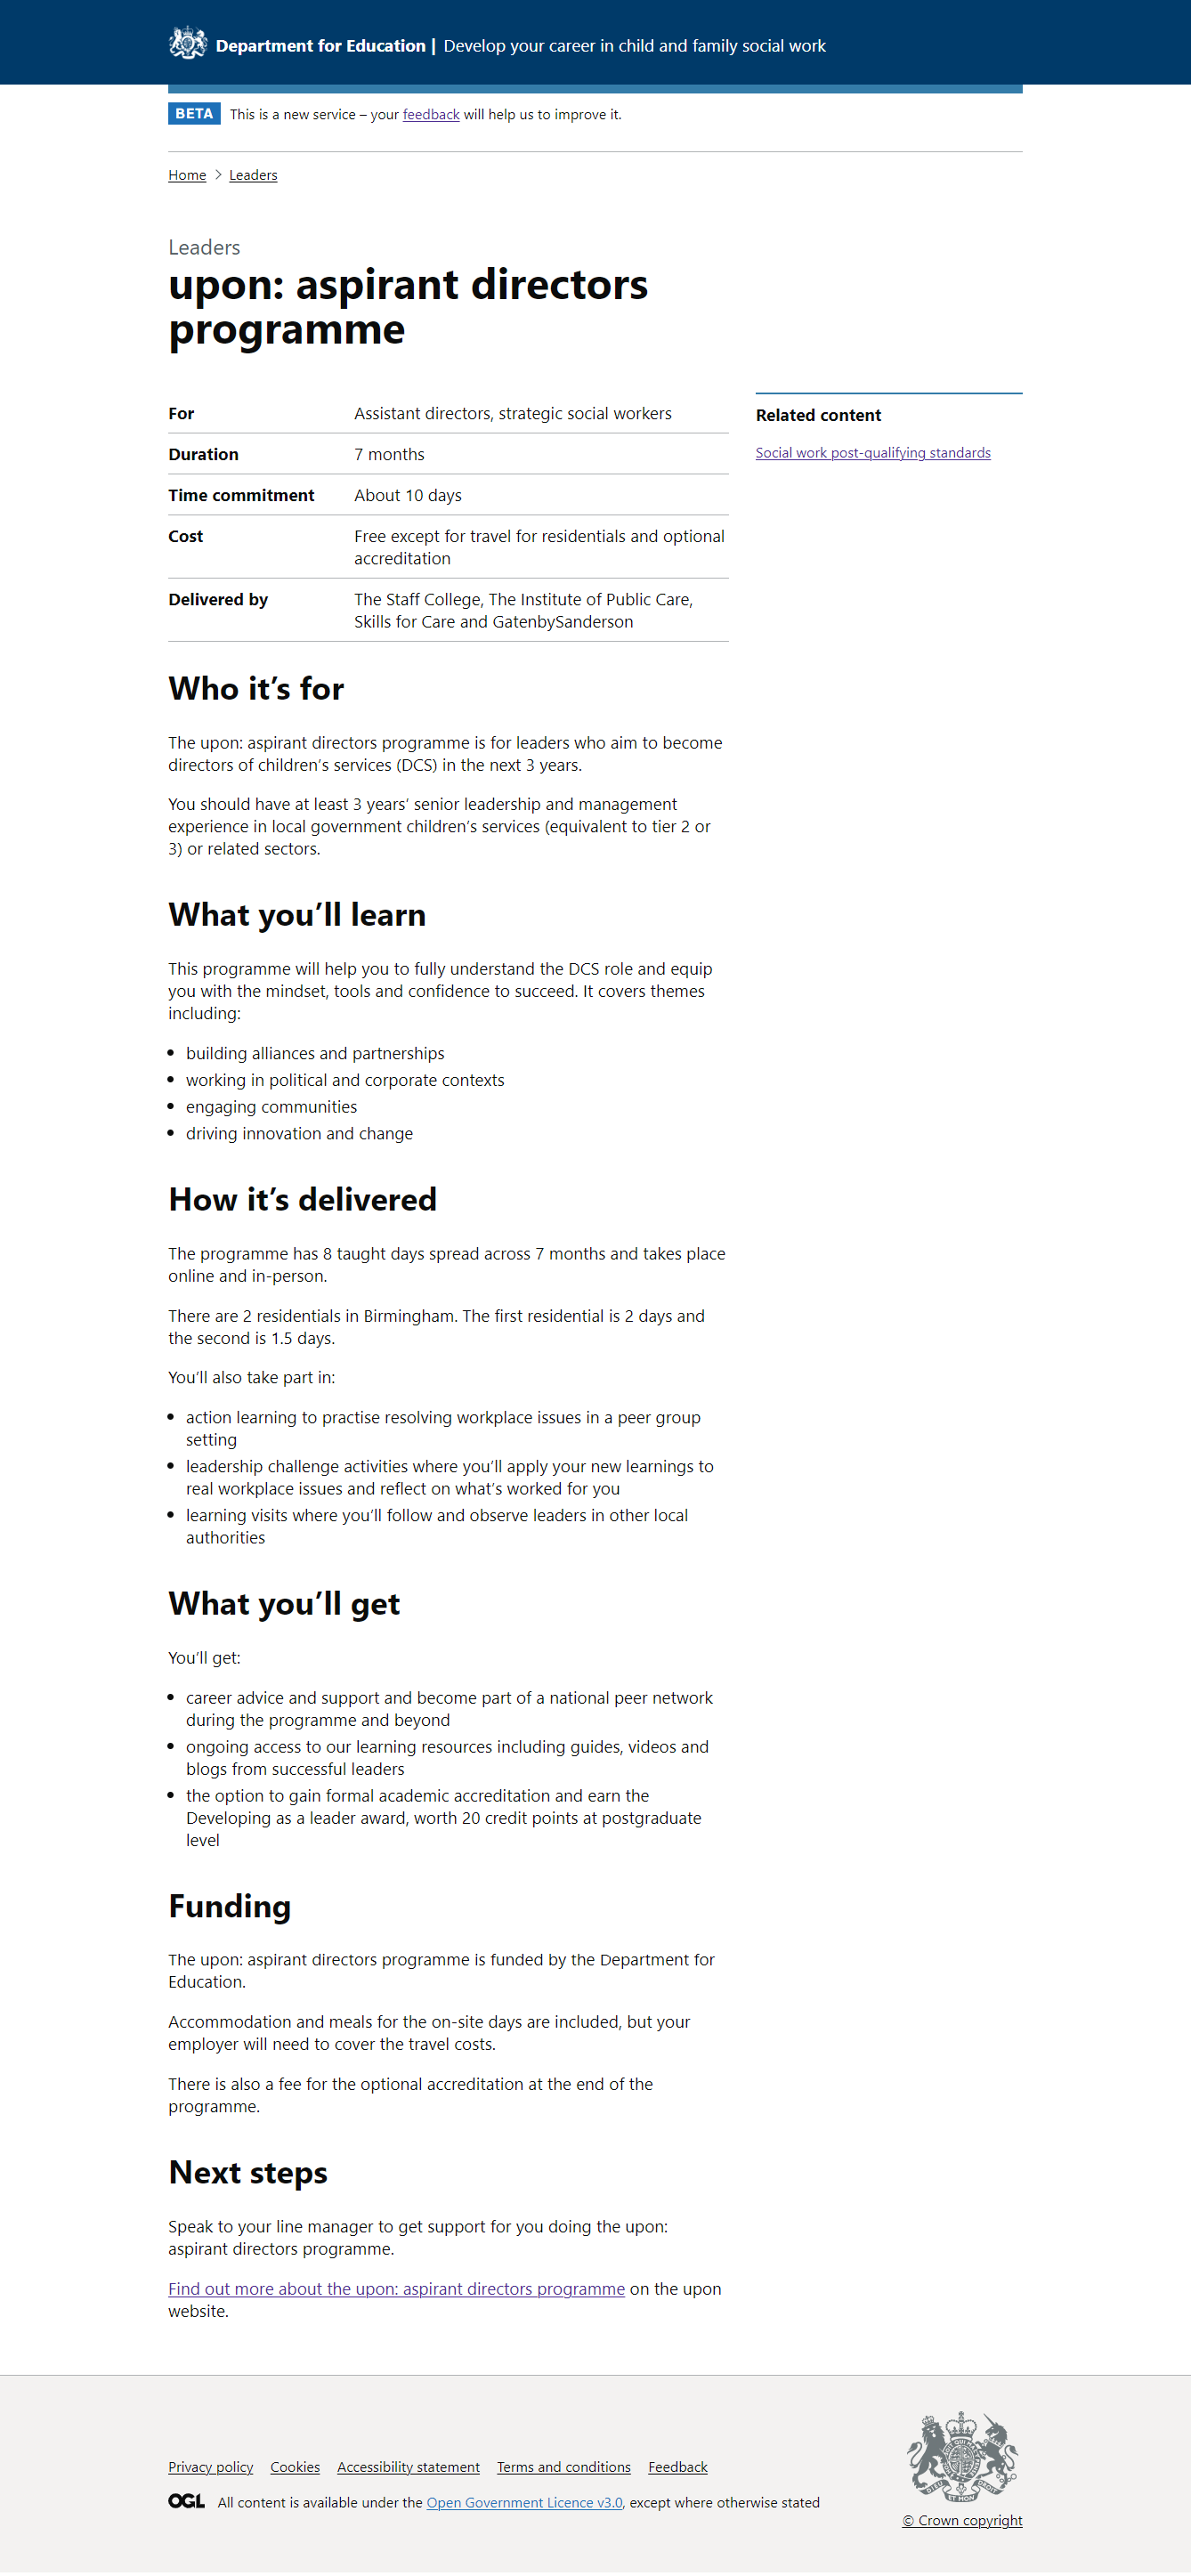 Department for Education | Develop your career in child and family social work
BETA This is a new service – your feedback will help us to improve it.
Home > Leaders
Leaders
upon: aspirant directors
programme
For Assistant directors, strategic social workers
Duration 7 months
Time commitment About 10 days
Cost Free except for travel for residentials and optional
accreditation
Delivered by The Staff College, The Institute of Public Care,
Skills for Care and GatenbySanderson
Related content
Social work post-qualifying standards
Who it’s for
The upon: aspirant directors programme is for leaders who aim to become
directors of children’s services (DCS) in the next 3 years.
You should have at least 3 years’ senior leadership and management
experience in local government children’s services (equivalent to tier 2 or
3) or related sectors.
What you’ll learn
This programme will help you to fully understand the DCS role and equip
you with the mindset, tools and confidence to succeed. It covers themes
including:
• building alliances and partnerships
• working in political and corporate contexts
• engaging communities
• driving innovation and change
How it’s delivered
The programme has 8 taught days spread across 7 months and takes place
online and in-person.
There are 2 residentials in Birmingham. The first residential is 2 days and
the second is 1.5 days.
You’ll also take part in:
• action learning to practise resolving workplace issues in a peer group
setting
• leadership challenge activities where you’ll apply your new learnings to
real workplace issues and reflect on what’s worked for you
• learning visits where you’ll follow and observe leaders in other local
authorities
What you’ll get
You’ll get:
• career advice and support and become part of a national peer network
during the programme and beyond
• ongoing access to our learning resources including guides, videos and
blogs from successful leaders
• the option to gain formal academic accreditation and earn the
Developing as a leader award, worth 20 credit points at postgraduate
level
Funding
The upon: aspirant directors programme is funded by the Department for
Education.
Accommodation and meals for the on-site days are included, but your
employer will need to cover the travel costs.
There is also a fee for the optional accreditation at the end of the
programme.
Next steps
Speak to your line manager to get support for you doing the upon:
aspirant directors programme.
Find out more about the upon: aspirant directors programme on the upon
website.
Privacy policy Cookies Accessibility statement Terms and conditions Feedback
OGL All content is available under the Open Government Licence v3.0, except where otherwise stated
© Crown copyright